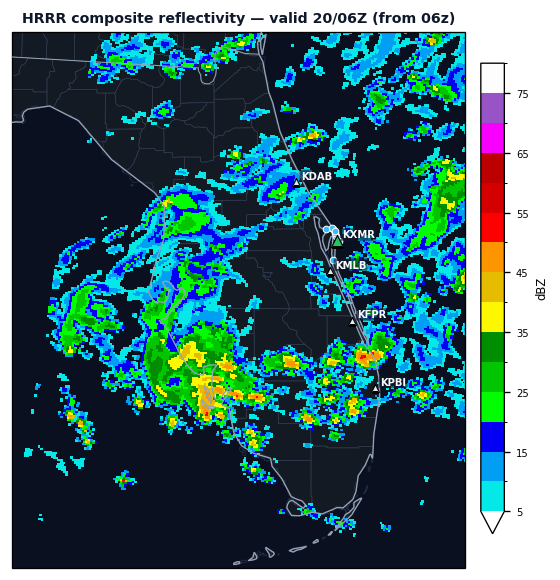 HRRR composite reflectivity — valid 20/06Z (from 06z)
75
65
55
45
35
25
15
5
dBZ
KDAB
KXMR
KMLB
KFPR
KPBI